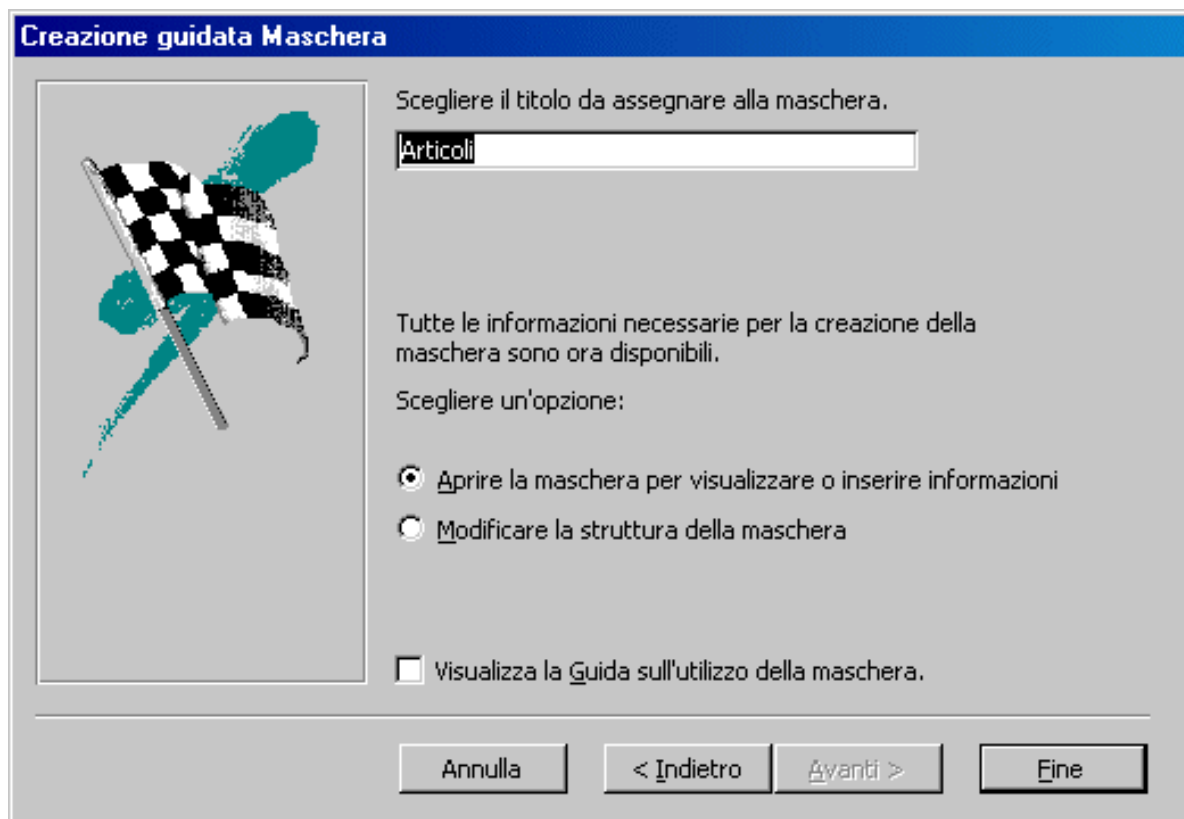 Creazione guidata Maschera
Scegliere il titolo da assegnare alla maschera.
Articoli
Tutte le informazioni necessarie per la creazione della
maschera sono ora disponibili.
Scegliere un'opzione:
Aprire la maschera per visualizzare o inserire informazioni
Modificare la struttura della maschera
Visualizza la Guida sull'utilizzo della maschera.
Annulla
< Indietro
Avanti >
Fine